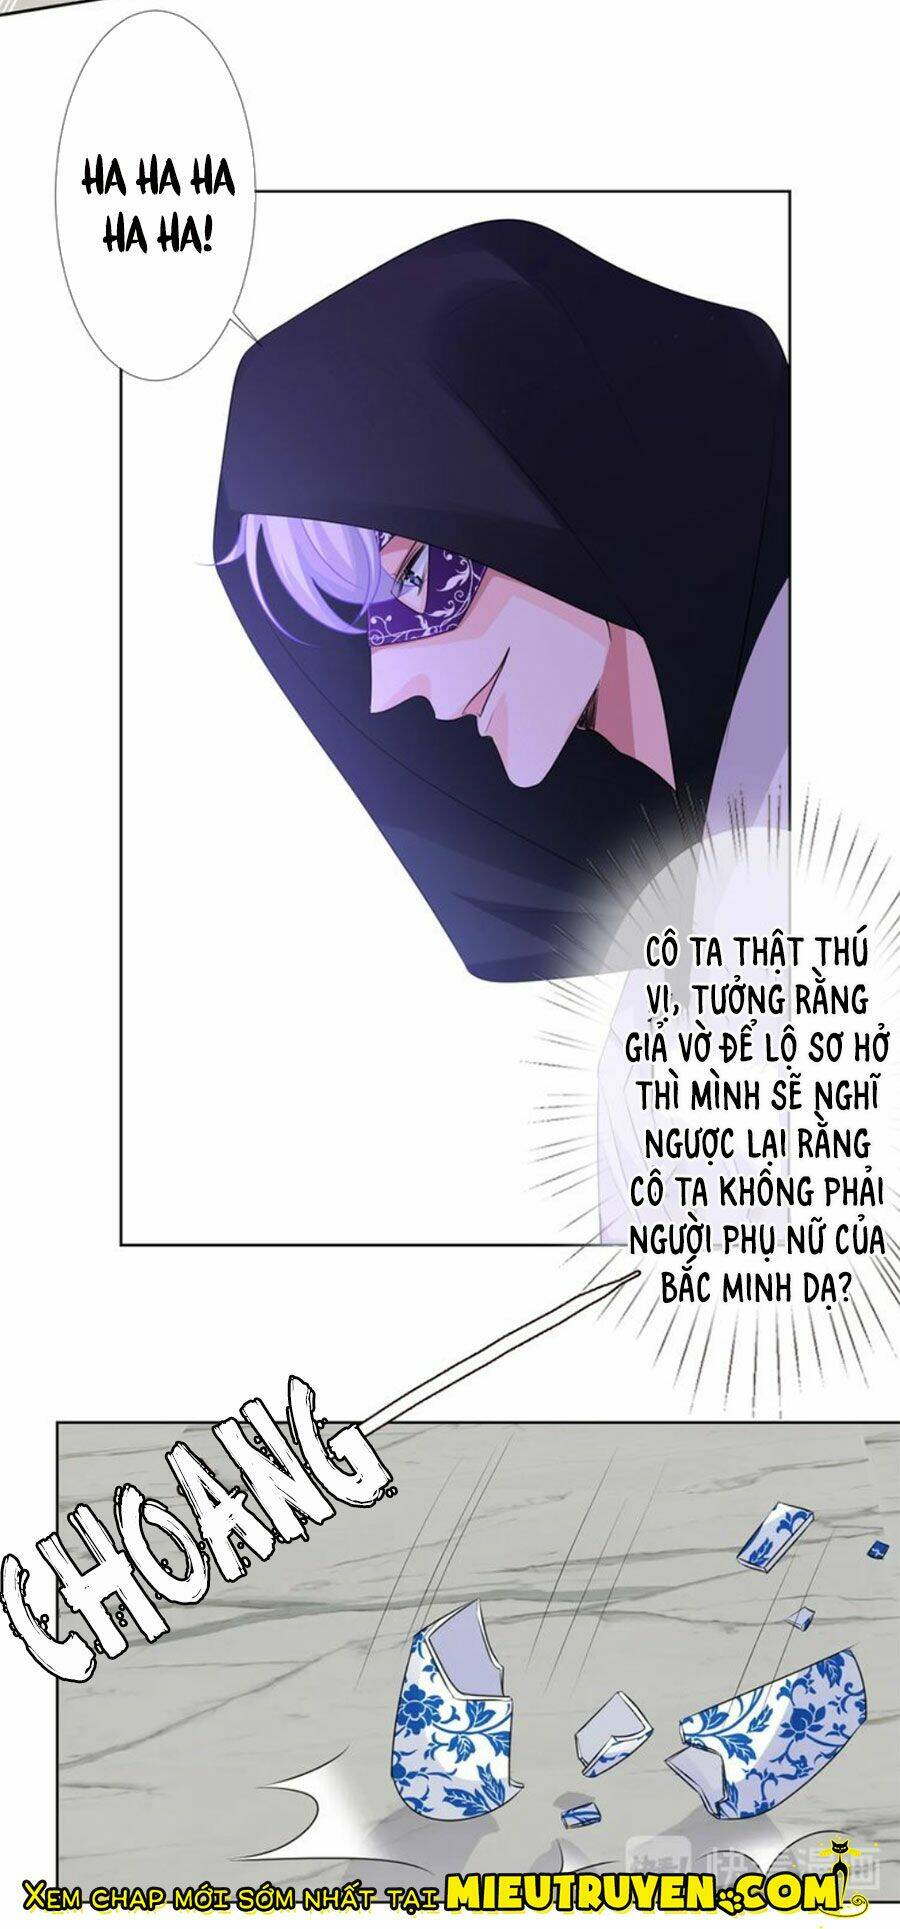 HA HA HA
HA HA!
CÔ TA THẬT THÚ
VỊ, TƯỞNG RẰNG
GIẢ VỜ ĐỂ LỘ SƠ HỞ
THÌ MÌNH SẼ NGHĨ
NGƯỢC LẠI RẰNG
CÔ TA KHÔNG PHẢI
NGƯỜI PHỤ NỮ CỦA
BẮC MINH DẠ?
CHOANG
XEM CHAP MỚI SỚM NHẤT TẠI MIEUTRUYEN.COM